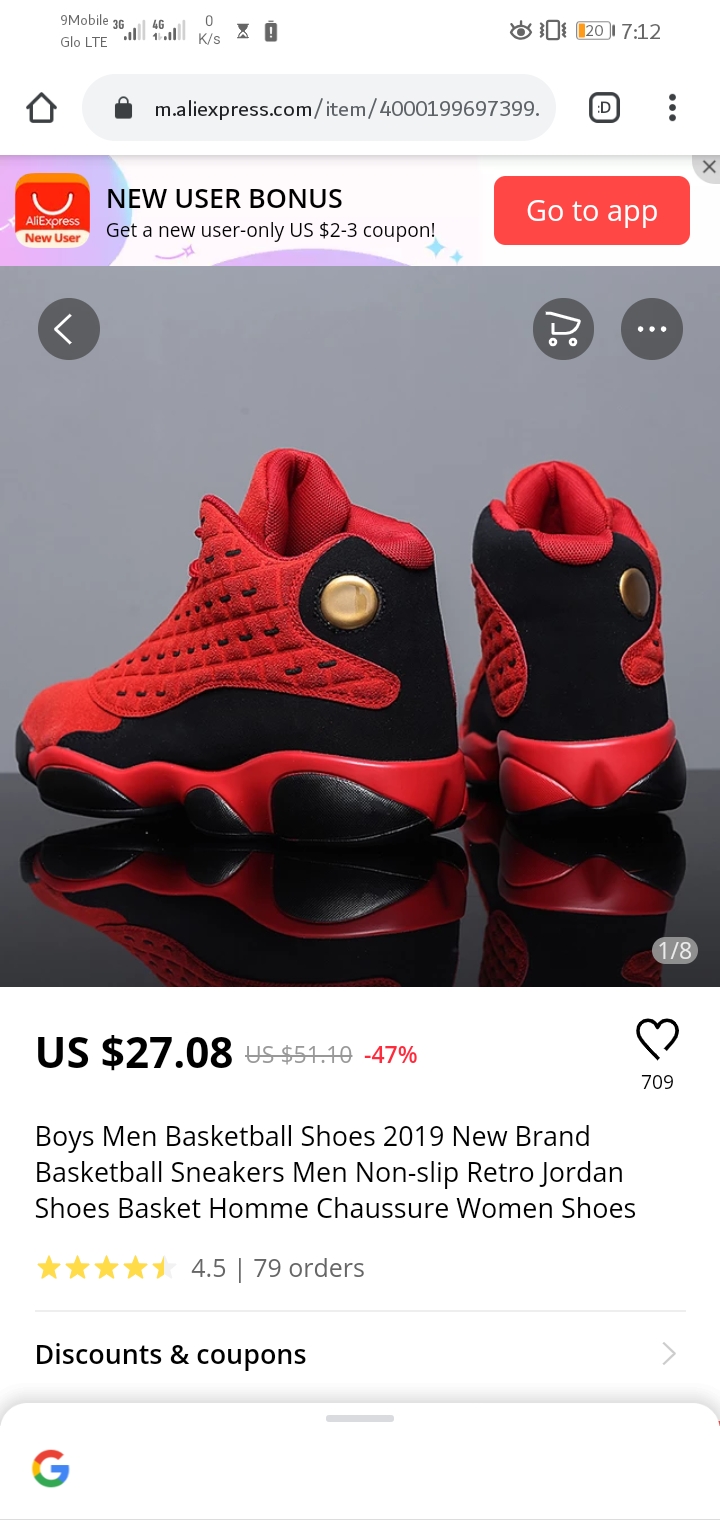 9Mobile 3G 4G 0 20 7:12
Glo LTE K/s
m.aliexpress.com/item/4000199697399.
:D
NEW USER BONUS
Get a new user-only US $2-3 coupon!
AliExpress
New User
Go to app
1/8
US $27.08 US $51.10 -47%
709
Boys Men Basketball Shoes 2019 New Brand
Basketball Sneakers Men Non-slip Retro Jordan
Shoes Basket Homme Chaussure Women Shoes
4.5 | 79 orders
Discounts & coupons
G